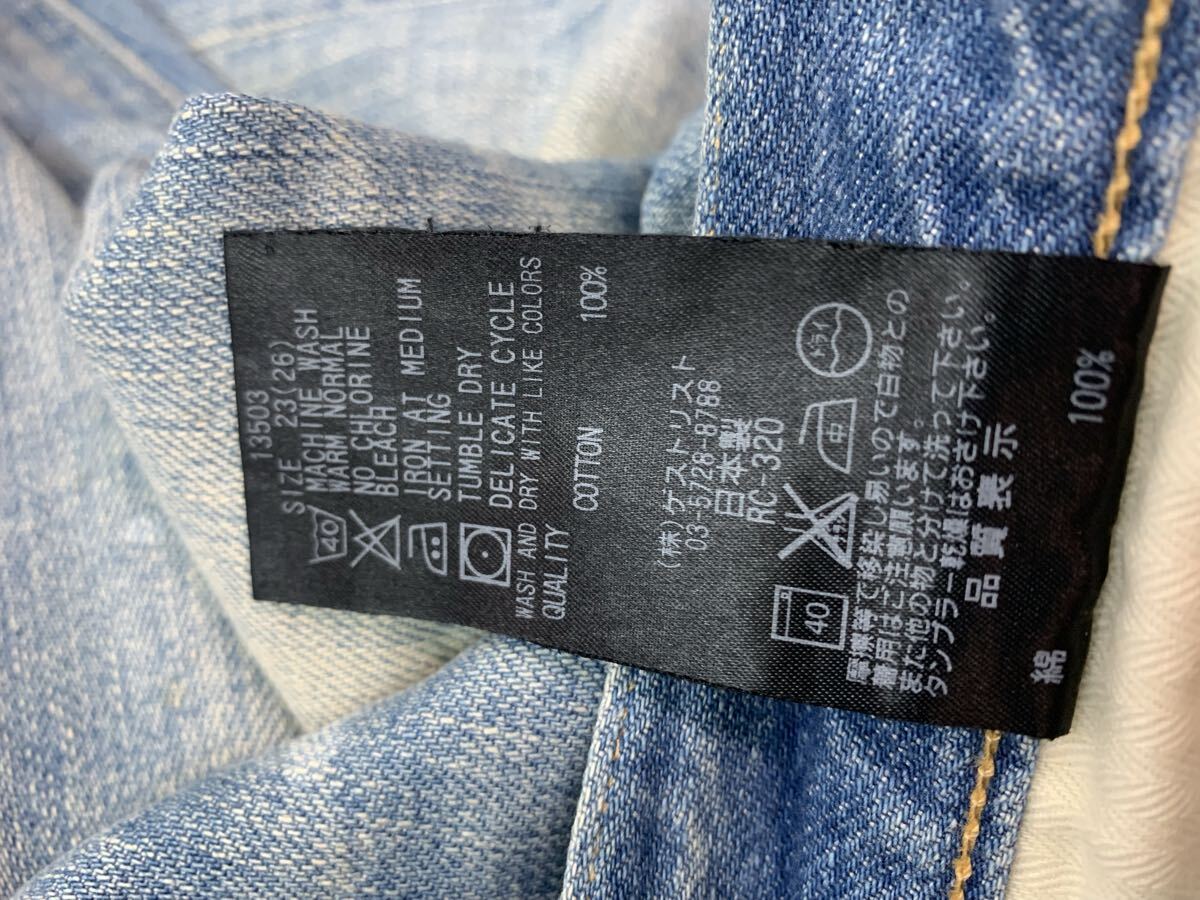 13503
SIZE 23(26)
MACHINE WASH
WARM NORMAL
40
NO CHLORINE
BLEACH
IRON AT MEDIUM
SETTING
TUMBLE DRY
DELICATE CYCLE
WASH AND DRY WITH LIKE COLORS
QUALITY
COTTON 100%
(株)ゲストリスト
03-5728-8788
日本製
RC-320
40 中 ドライ
摩擦等で移染し易いので白物との
着用はご注意願います。
また他の物と分けて洗って下さい。
タンブラー乾燥はおさけ下さい。
品質表示
綿 100%